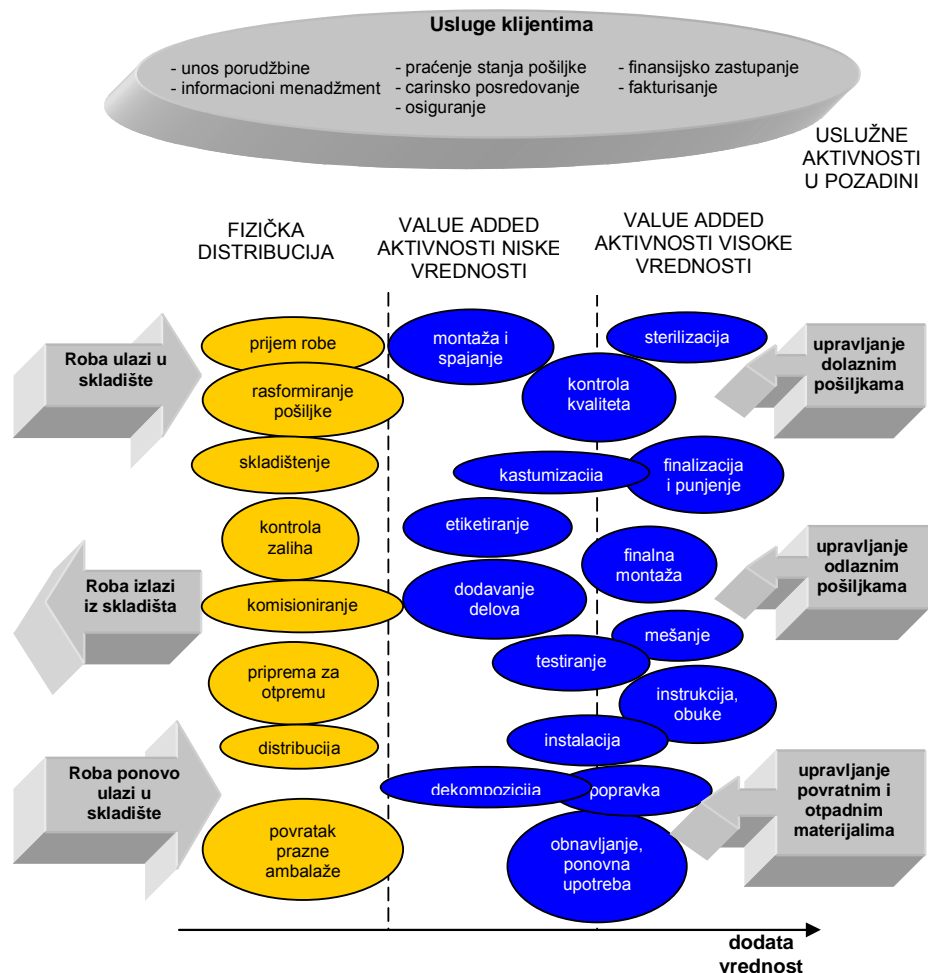 Usluge klijentima
- unos porudžbine
- informacioni menadžment
- praćenje stanja pošiljke
- carinsko posredovanje
- osiguranje
- finansijsko zastupanje
- fakturisanje
USLUŽNE
AKTIVNOSTI
U POZADINI
FIZIČKA
DISTRIBUCIJA
VALUE ADDED
AKTIVNOSTI NISKE
VREDNOSTI
VALUE ADDED
AKTIVNOSTI VISOKE
VREDNOSTI
Roba ulazi u
skladište
Roba izlazi
iz skladišta
Roba ponovo
ulazi u
skladište
prijem robe
rasformiranje
pošiljke
skladištenje
kontrola
zaliha
komisioniranje
priprema za
otpremu
distribucija
povratak
prazne
ambalaže
montaža i
spajanje
kontrola
kvaliteta
kastumizacija
etiketiranje
dodavanje
delova
testiranje
instalacija
dekompozicija
popravka
obnavljanje,
ponovna
upotreba
sterilizacija
finalizacija
i punjenje
finalna
montaža
mešanje
instrukcija,
obuke
upravljanje
dolaznim
pošiljkama
upravljanje
odlaznim
pošiljkama
upravljanje
povratnim i
otpadnim
materijalima
dodata
vrednost